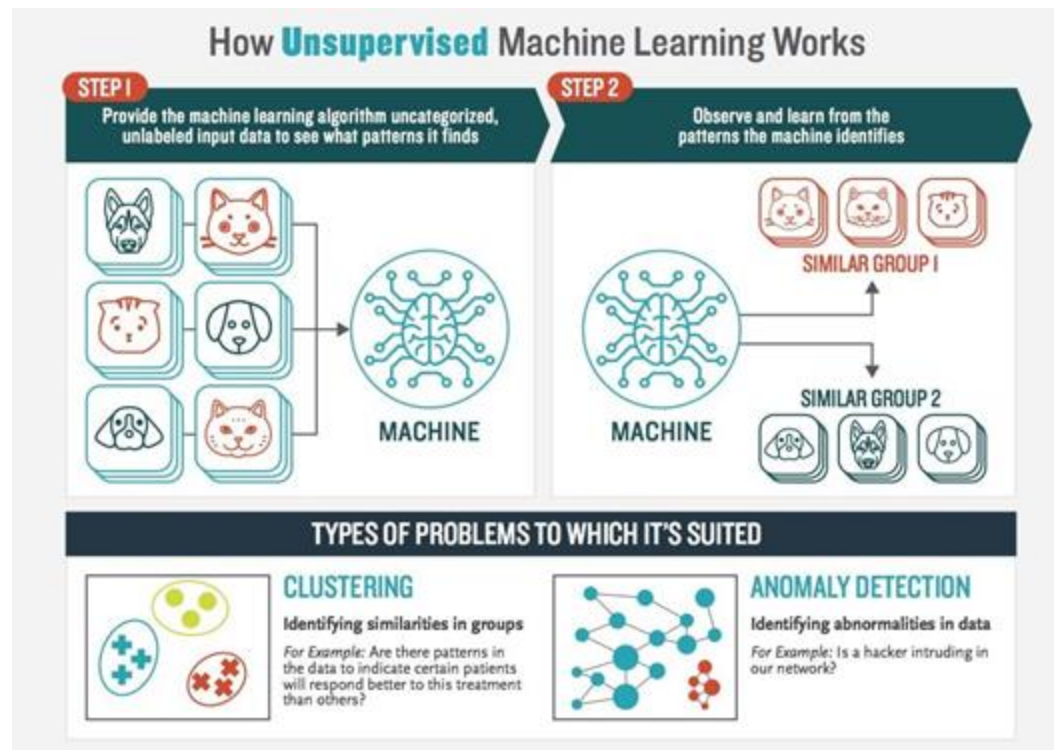 How Unsupervised Machine Learning Works
STEP 1
Provide the machine learning algorithm uncategorized,
unlabeled input data to see what patterns it finds
STEP 2
Observe and learn from the
patterns the machine identifies
MACHINE
MACHINE
SIMILAR GROUP 1
SIMILAR GROUP 2
TYPES OF PROBLEMS TO WHICH IT'S SUITED
CLUSTERING
Identifying similarities in groups
For Example: Are there patterns in
the data to indicate certain patients
will respond better to this treatment
than others?
ANOMALY DETECTION
Identifying abnormalities in data
For Example: Is a hacker intruding in
our network?